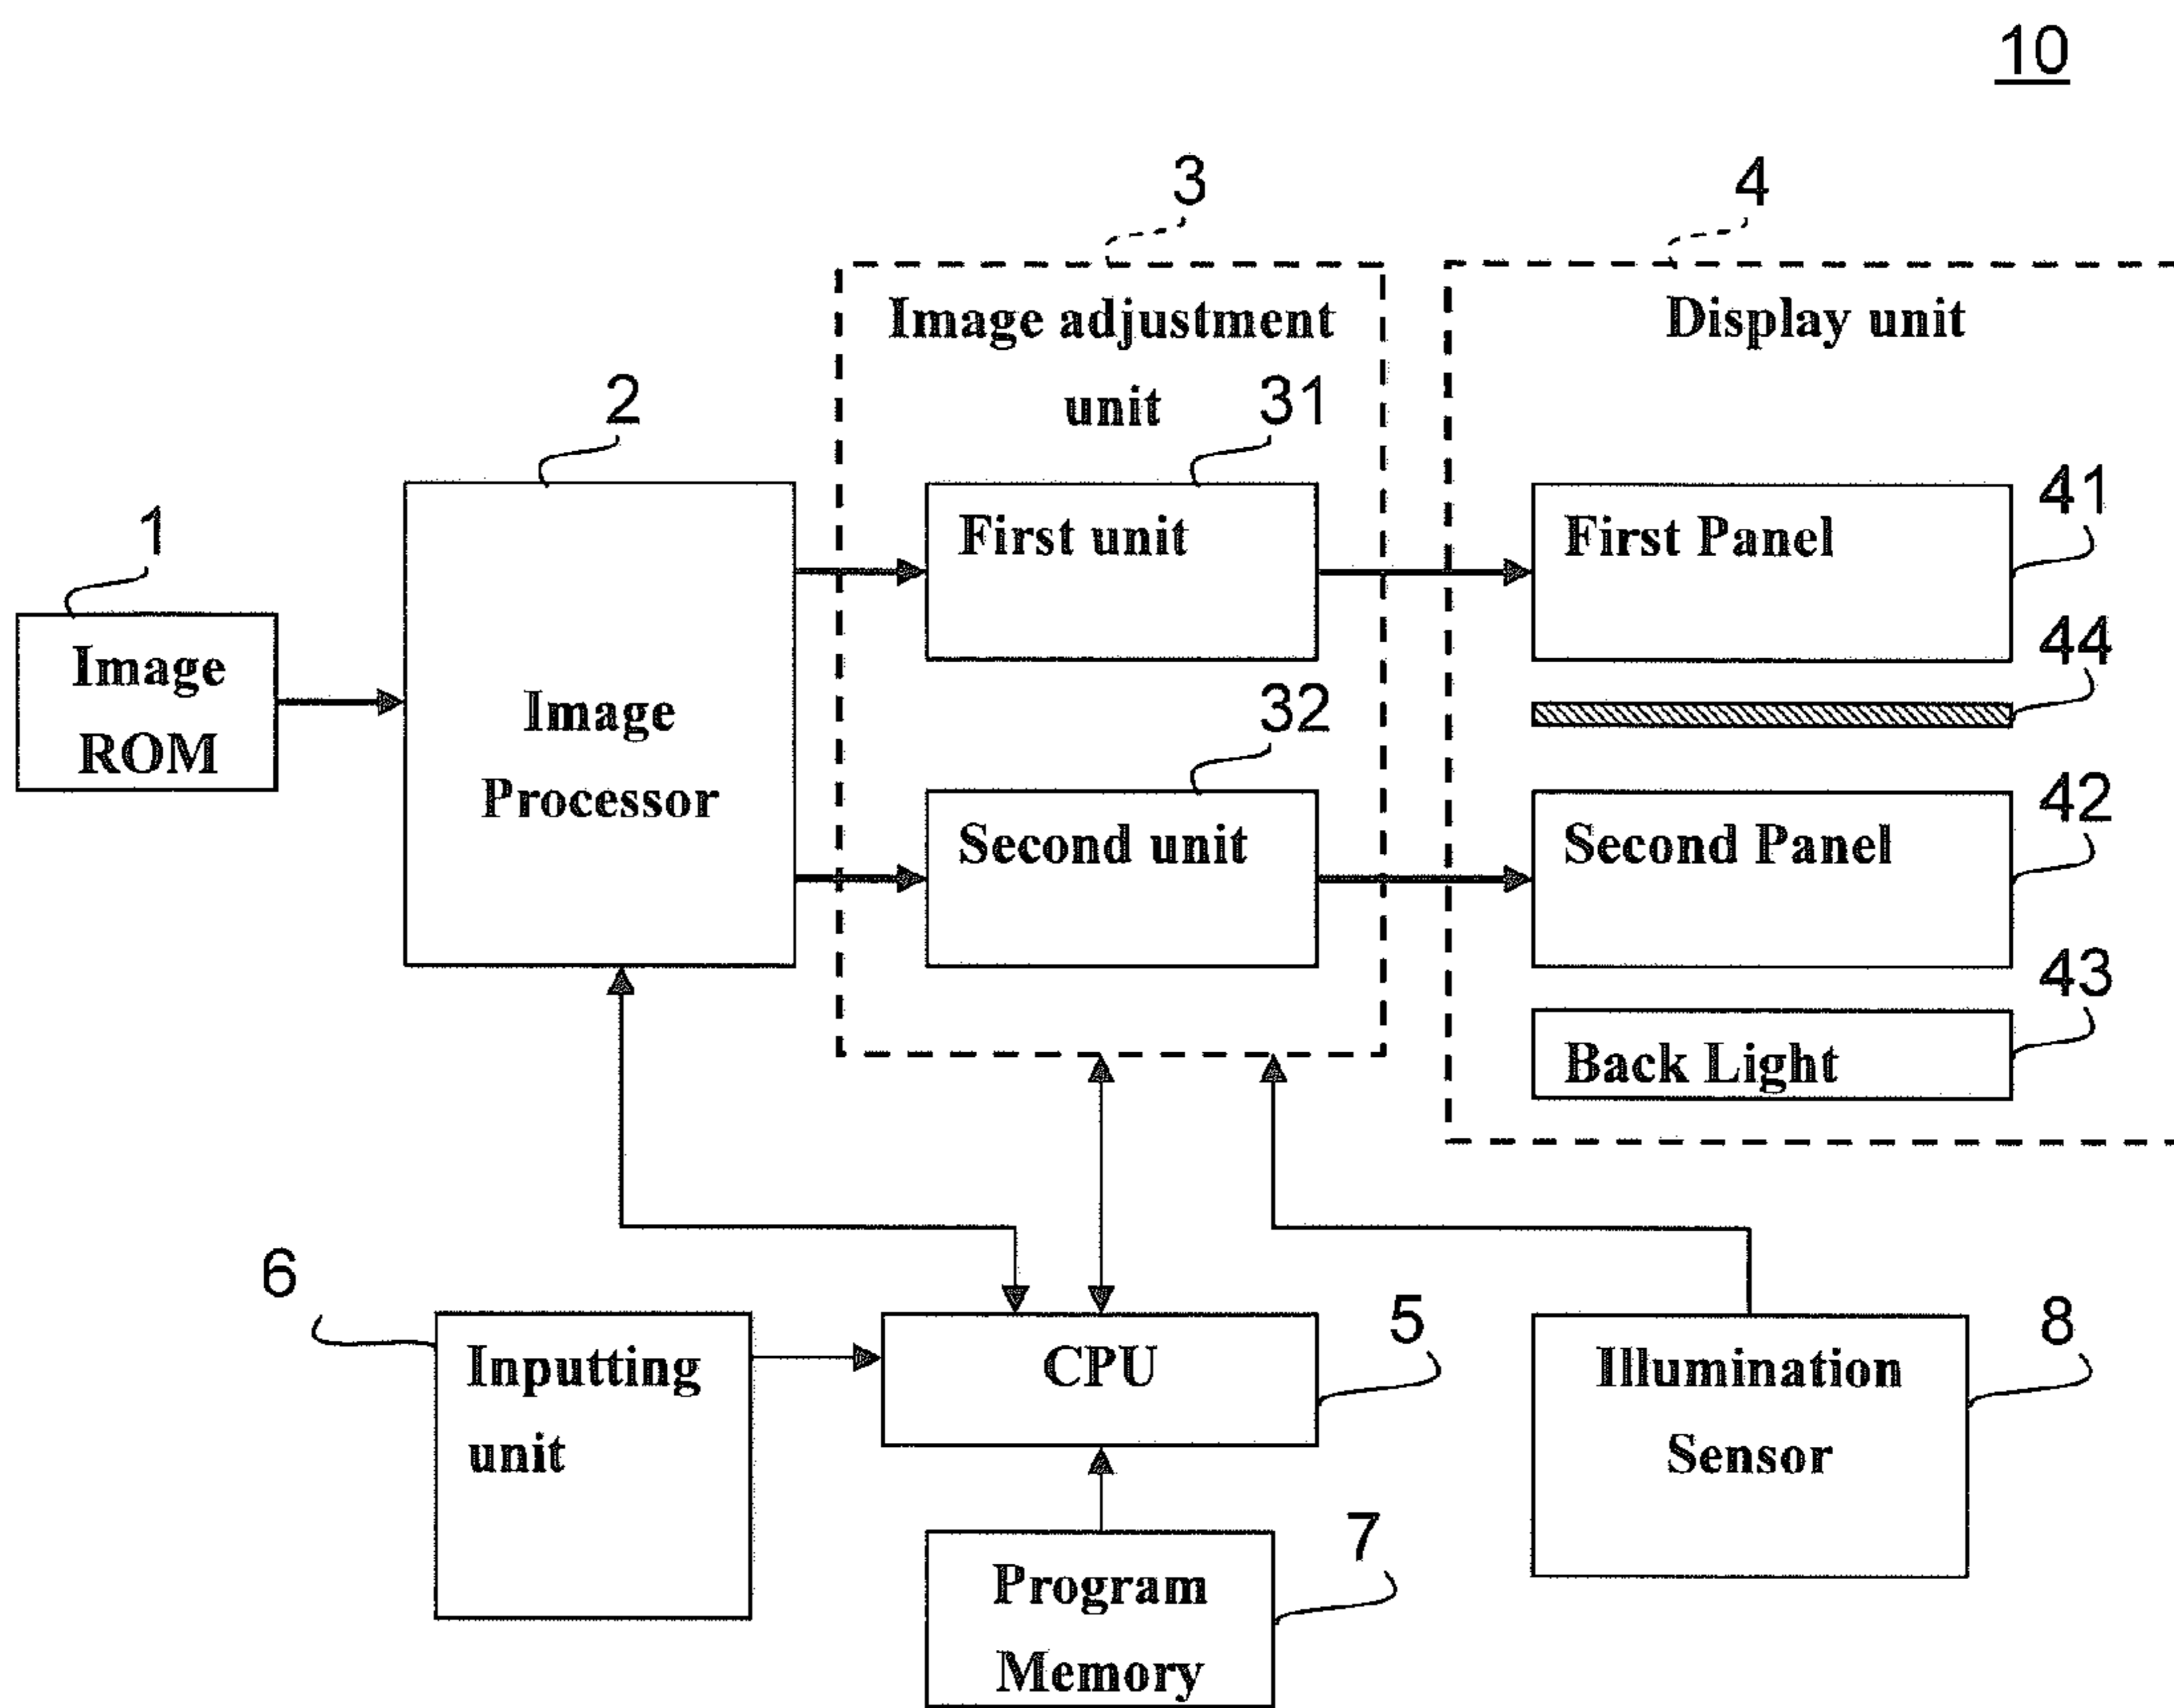 10
3
4
Image adjustment
unit
Display unit
2
31
41
1
First unit
First Panel
44
Image
ROM
Image
Processor
32
42
Second unit
Second Panel
43
Back Light
6
5
8
Inputting
unit
CPU
Illumination
Sensor
7
Program
Memory